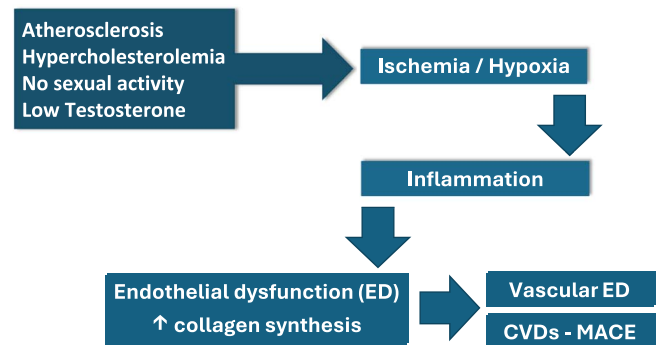 Atherosclerosis
Hypercholesterolemia
No sexual activity
Low Testosterone
Ischemia / Hypoxia
Inflammation
Endothelial dysfunction (ED)
↑ collagen synthesis
Vascular ED
CVDs - MACE